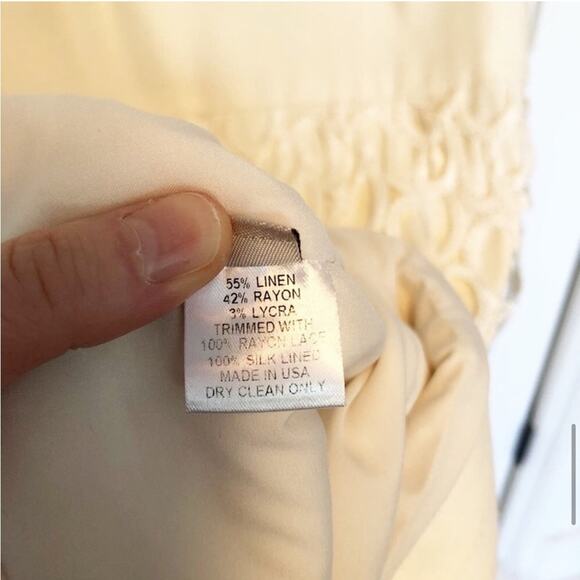 55% LINEN
42% RAYON
3% LYCRA
TRIMMED WITH
100% RAYON LACE
100% SILK LINED
MADE IN USA
DRY CLEAN ONLY